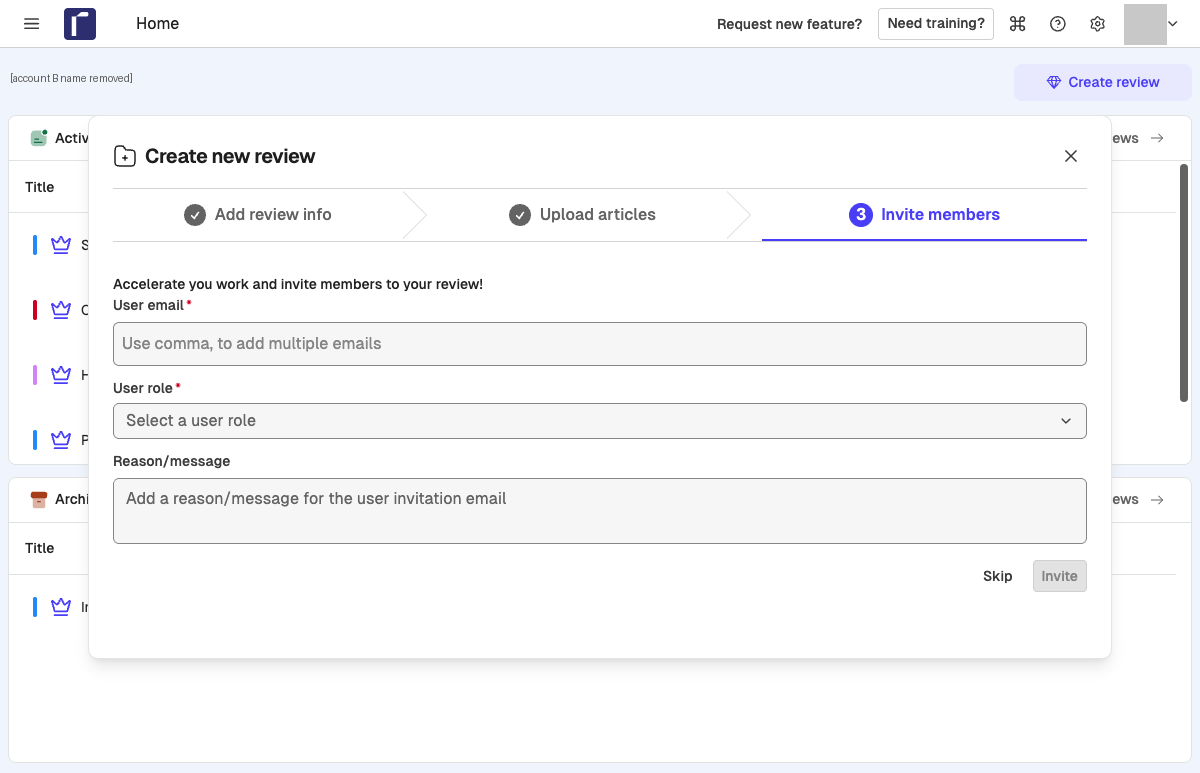 Home
Request new feature?
Need training?
[account B name removed]
Create review
Activ
ews
Title
S
C
H
P
Archi
ews
Title
Create new review
Add review info
Upload articles
3 Invite members
Accelerate you work and invite members to your review!
User email*
Use comma, to add multiple emails
User role*
Select a user role
Reason/message
Add a reason/message for the user invitation email
Skip
Invite